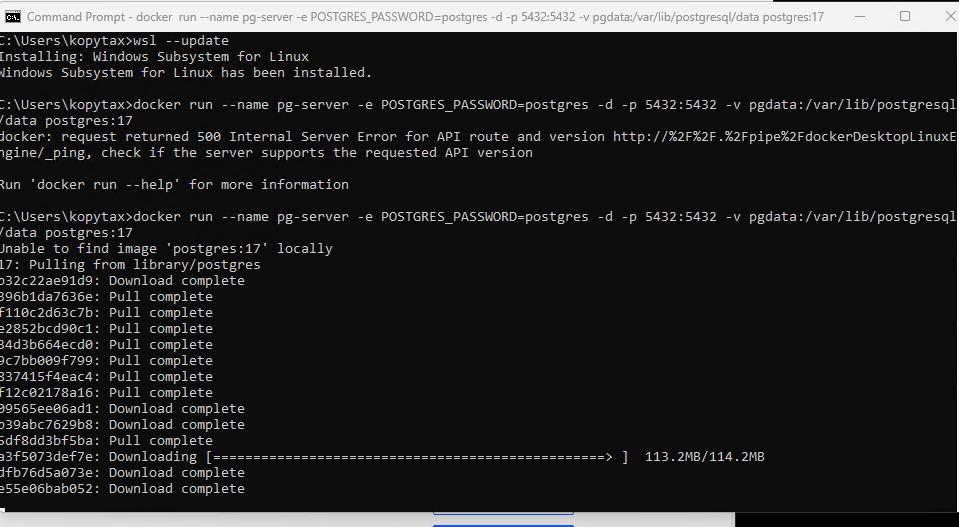 Command Prompt - docker  run --name pg-server -e POSTGRES_PASSWORD=postgres -d -p 5432:5432 -v pgdata:/var/lib/postgresql/data postgres:17
C:\Users\kopytax>wsl --update
Installing: Windows Subsystem for Linux
Windows Subsystem for Linux has been installed.
C:\Users\kopytax>docker run --name pg-server -e POSTGRES_PASSWORD=postgres -d -p 5432:5432 -v pgdata:/var/lib/postgresql
/data postgres:17
docker: request returned 500 Internal Server Error for API route and version http://%2F%2F.%2Fpipe%2FdockerDesktopLinuxE
ngine/_ping, check if the server supports the requested API version
Run 'docker run --help' for more information
C:\Users\kopytax>docker run --name pg-server -e POSTGRES_PASSWORD=postgres -d -p 5432:5432 -v pgdata:/var/lib/postgresql
/data postgres:17
Unable to find image 'postgres:17' locally
17: Pulling from library/postgres
b32c22ae91d9: Download complete
396b1da7636e: Pull complete
f110c2d63c7b: Pull complete
e2852bcd90c1: Pull complete
34d3b664ecd0: Pull complete
9c7bb009f799: Pull complete
837415f4eac4: Pull complete
f12c02178a16: Pull complete
09565ee06ad1: Download complete
b39abc7629b8: Download complete
5df8dd3bf5ba: Pull complete
a3f5073def7e: Downloading [=================================================> ]  113.2MB/114.2MB
dfb76d5a073e: Download complete
e55e06bab052: Download complete